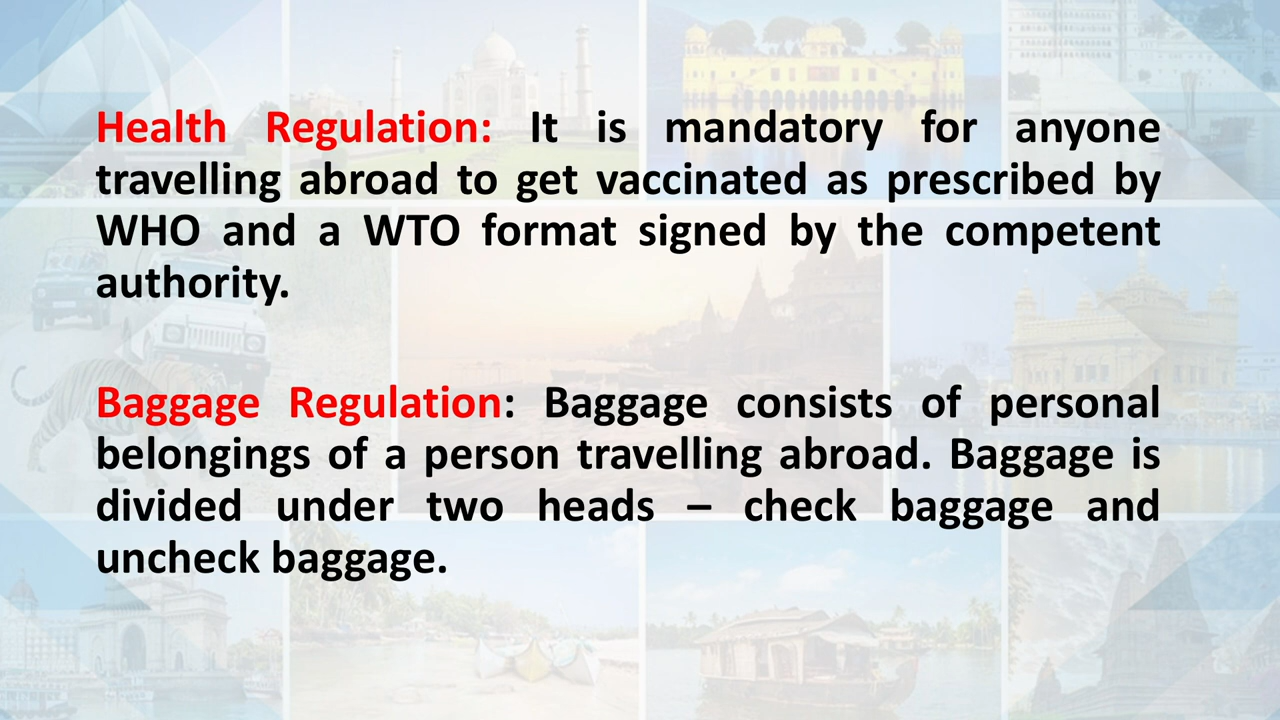 Health Regulation: It is mandatory for anyone
travelling abroad to get vaccinated as prescribed by
WHO and a WTO format signed by the competent
authority.
Baggage Regulation: Baggage consists of personal
belongings of a person travelling abroad. Baggage is
divided under two heads – check baggage and
uncheck baggage.